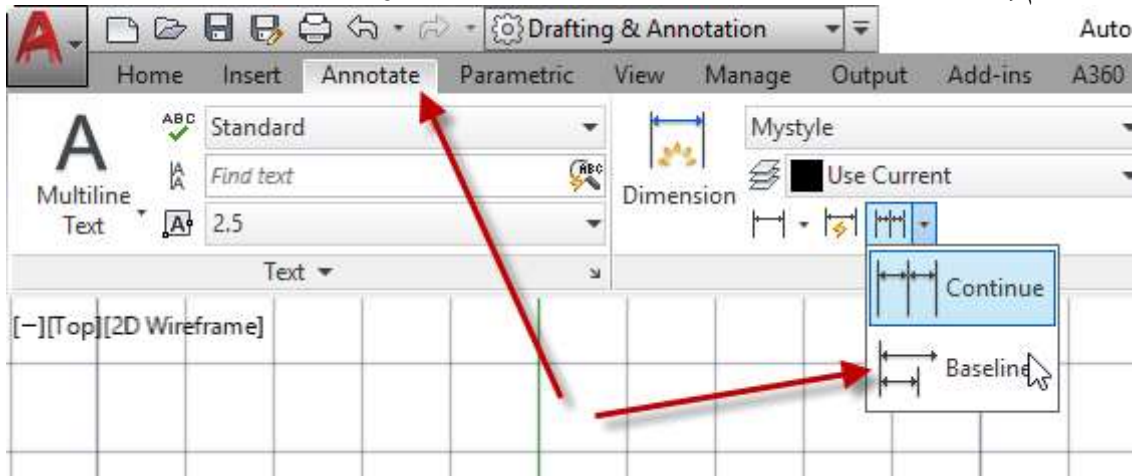 Drafting & Annotation
Auto
Home Insert Annotate Parametric View Manage Output Add-ins A360
A
Multiline
Text
ABC
Standard
Find text
2.5
Text
Dimension
Mystyle
Use Current
Continue
Baseline
[−][Top][2D Wireframe]